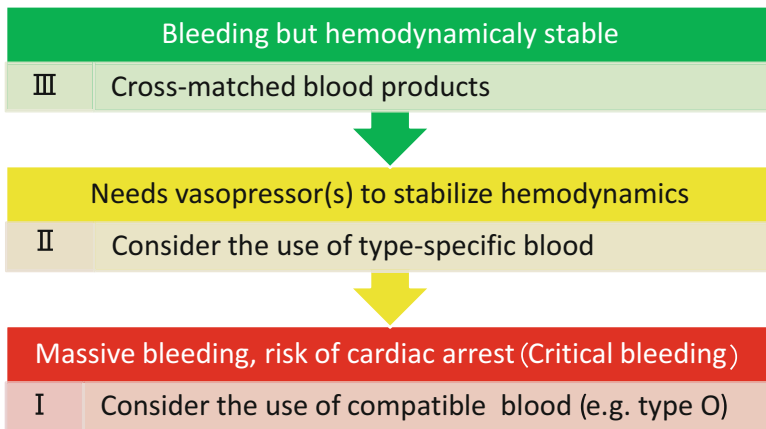 Bleeding but hemodynamicaly stable
Ⅲ Cross-matched blood products
Needs vasopressor(s) to stabilize hemodynamics
Ⅱ Consider the use of type-specific blood
Massive bleeding, risk of cardiac arrest(Critical bleeding)
Ⅰ Consider the use of compatible blood (e.g. type O)